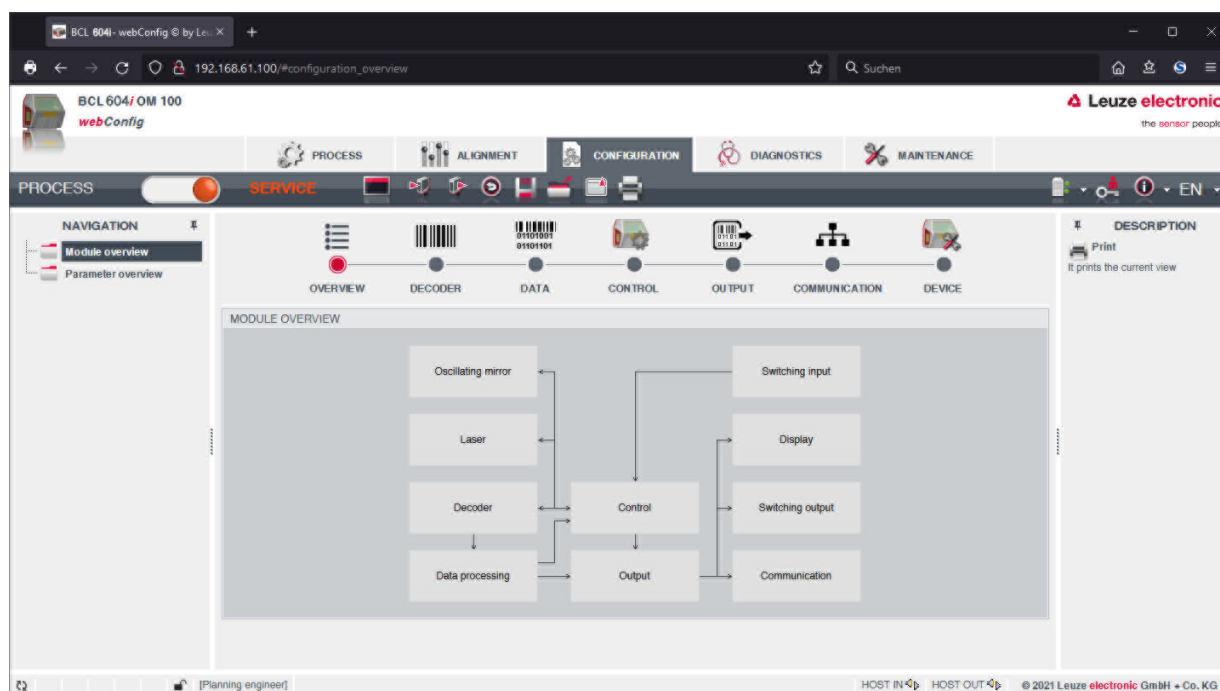 BCL 604i- webConfig © by Leu
192.168.61.100/#configuration_overview
Suchen
BCL 604i OM 100
webConfig
Leuze electronic
the sensor people
PROCESS
ALIGNMENT
CONFIGURATION
DIAGNOSTICS
MAINTENANCE
PROCESS
SERVICE
EN
NAVIGATION
Module overview
Parameter overview
01101001
01101101
OVERVIEW
DECODER
DATA
CONTROL
OUTPUT
COMMUNICATION
DEVICE
DESCRIPTION
Print
It prints the current view
MODULE OVERVIEW
Oscillating mirror
Switching input
Laser
Display
Decoder
Control
Switching output
Data processing
Output
Communication
[Planning engineer]
HOST IN
HOST OUT
© 2021 Leuze electronic GmbH + Co. KG